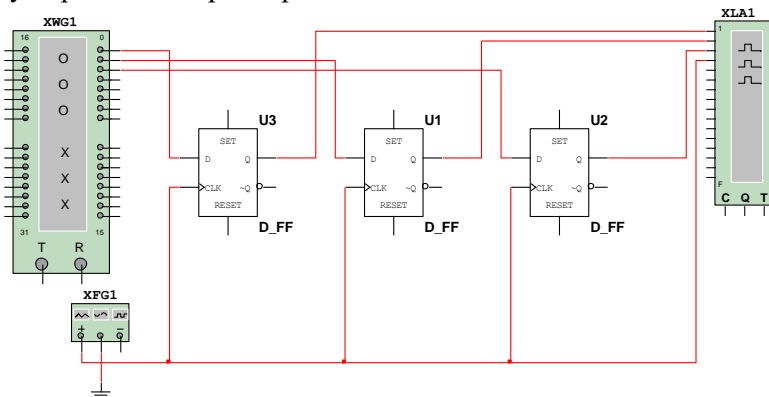 XWG1
XLA1
16 0
1
O
O
O
X
X
X
31 15
T R
U3
SET
D Q
CLK ~Q
RESET
D_FF
U1
SET
D Q
CLK ~Q
RESET
D_FF
U2
SET
D Q
CLK ~Q
RESET
D_FF
F
C Q T
XFG1
+ −